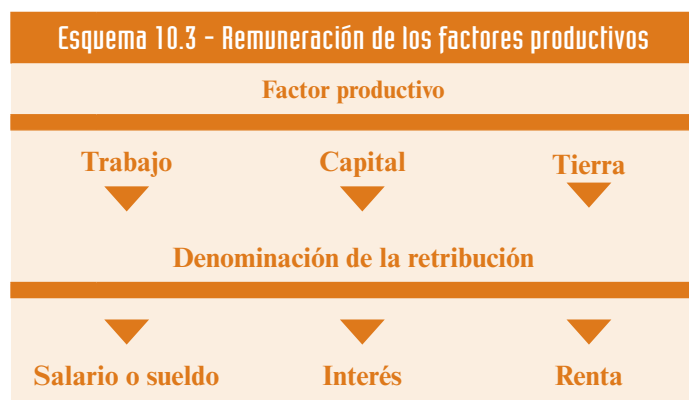 Esquema 10.3 - Remuneración de los factores productivos
Factor productivo
Trabajo Capital Tierra
Denominación de la retribución
Salario o sueldo Interés Renta